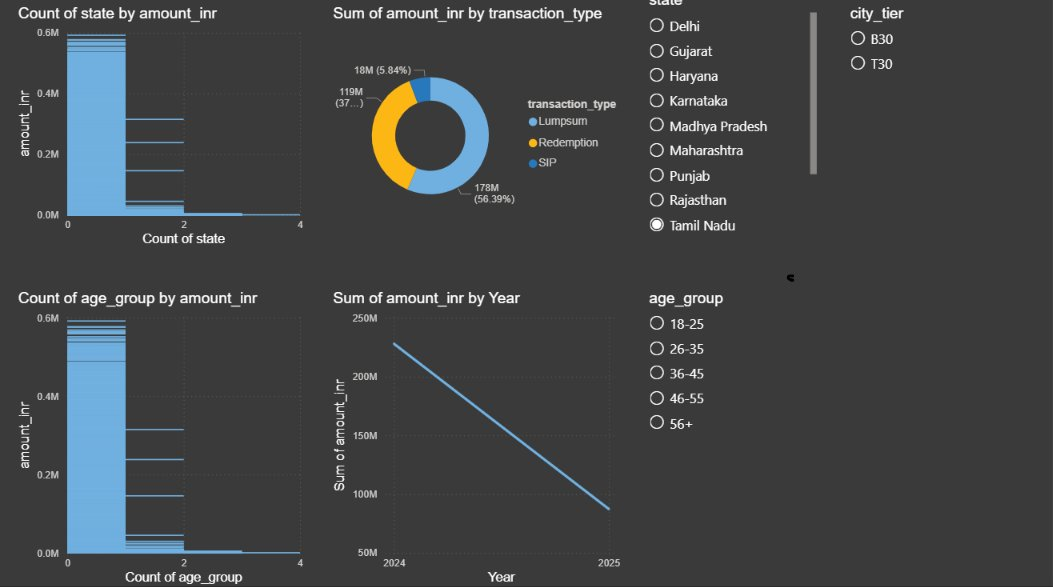 Count of state by amount_inr
0.6M
0.4M
0.2M
0.0M
amount_inr
0
2
4
Count of state
Sum of amount_inr by transaction_type
18M (5.84%)
119M
(37...)
178M
(56.39%)
transaction_type
Lumpsum
Redemption
SIP
state
Delhi
Gujarat
Haryana
Karnataka
Madhya Pradesh
Maharashtra
Punjab
Rajasthan
Tamil Nadu
city_tier
B30
T30
Count of age_group by amount_inr
0.6M
0.4M
0.2M
0.0M
amount_inr
0
2
4
Count of age_group
Sum of amount_inr by Year
250M
200M
150M
100M
50M
Sum of amount_inr
2024
2025
Year
age_group
18-25
26-35
36-45
46-55
56+